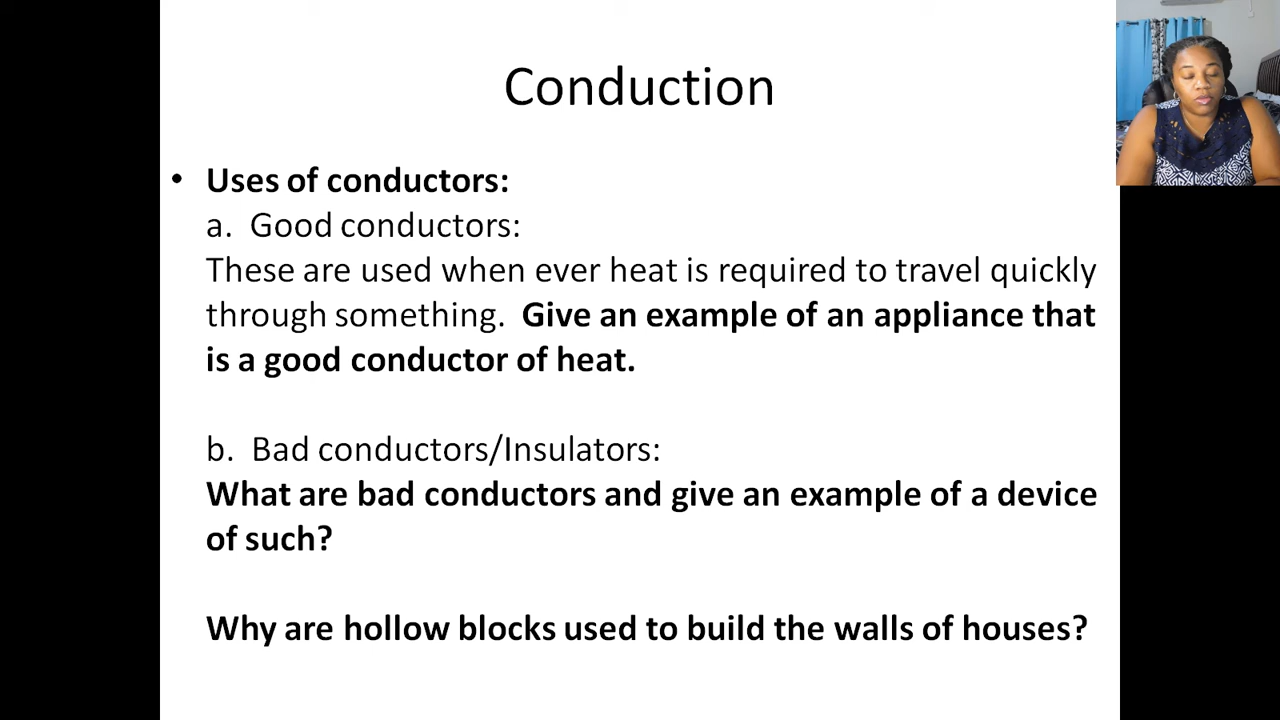 Conduction
• Uses of conductors:
a. Good conductors:
These are used when ever heat is required to travel quickly
through something. Give an example of an appliance that
is a good conductor of heat.
b. Bad conductors/Insulators:
What are bad conductors and give an example of a device
of such?
Why are hollow blocks used to build the walls of houses?